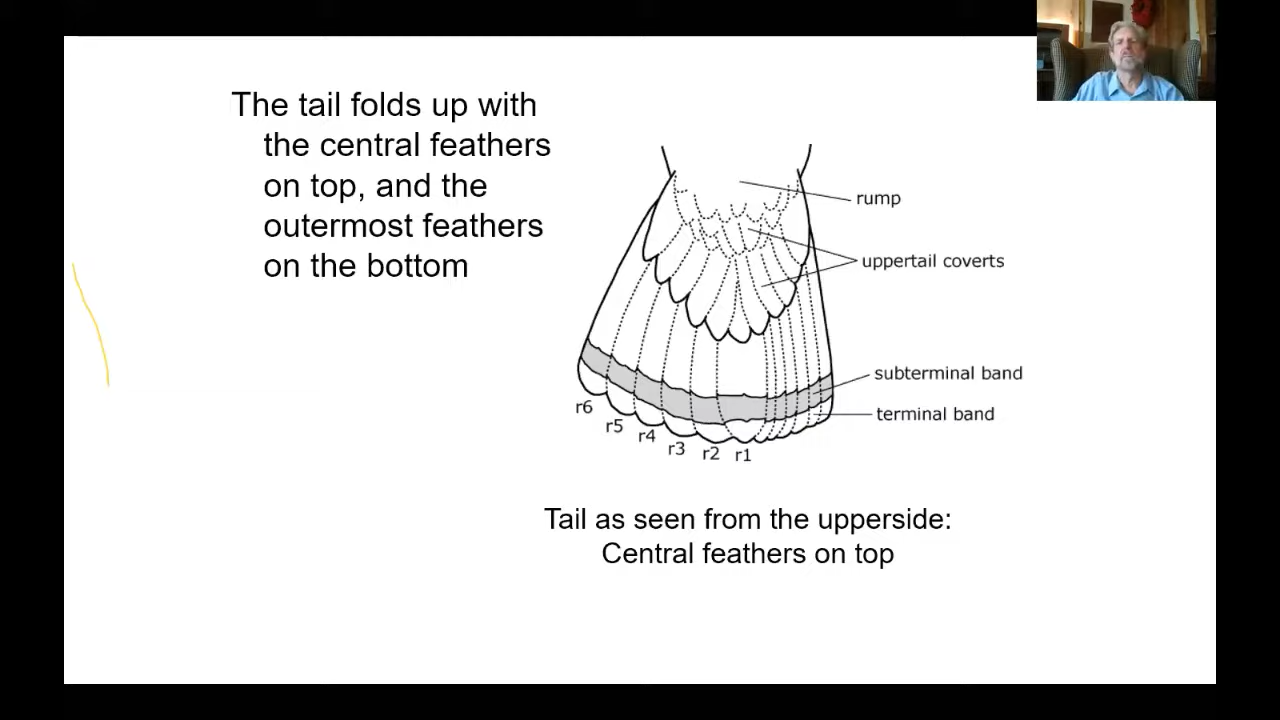 The tail folds up with
the central feathers
on top, and the
outermost feathers
on the bottom
rump
uppertail coverts
subterminal band
terminal band
r6
r5
r4
r3
r2
r1
Tail as seen from the upperside:
Central feathers on top